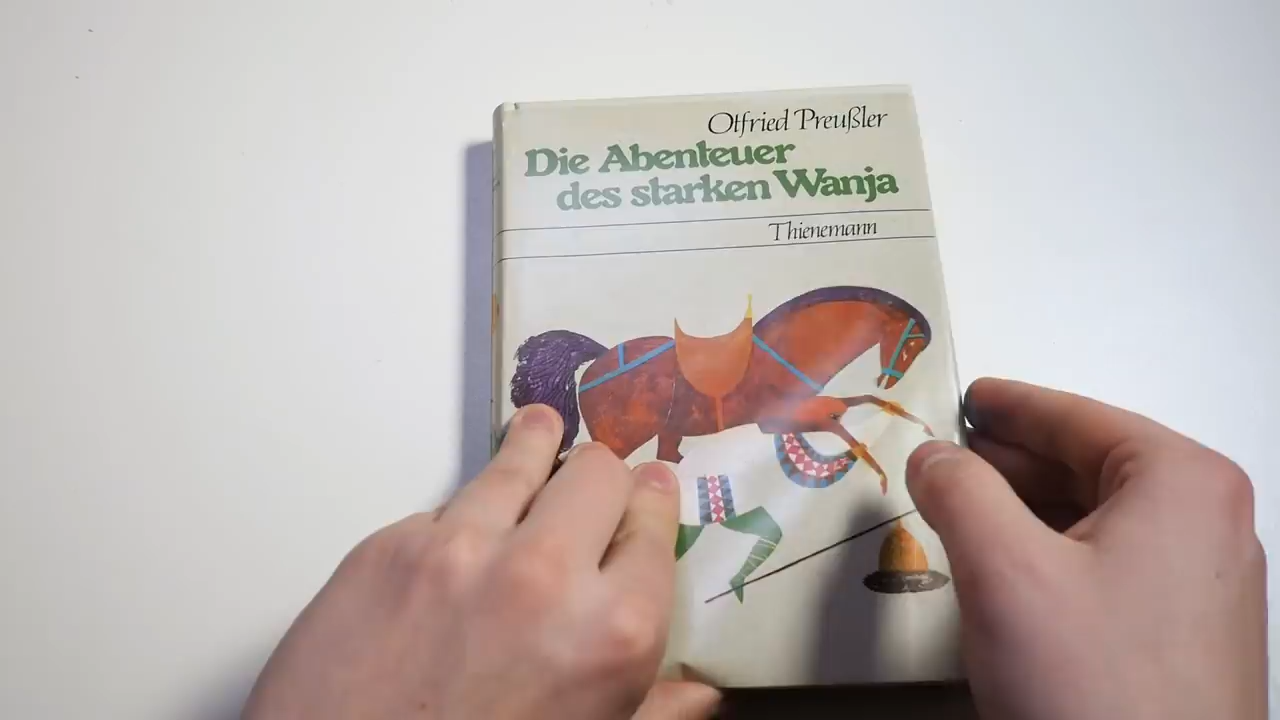 Otfried Preußler
Die Abenteuer
des starken Wanja
Thienemann